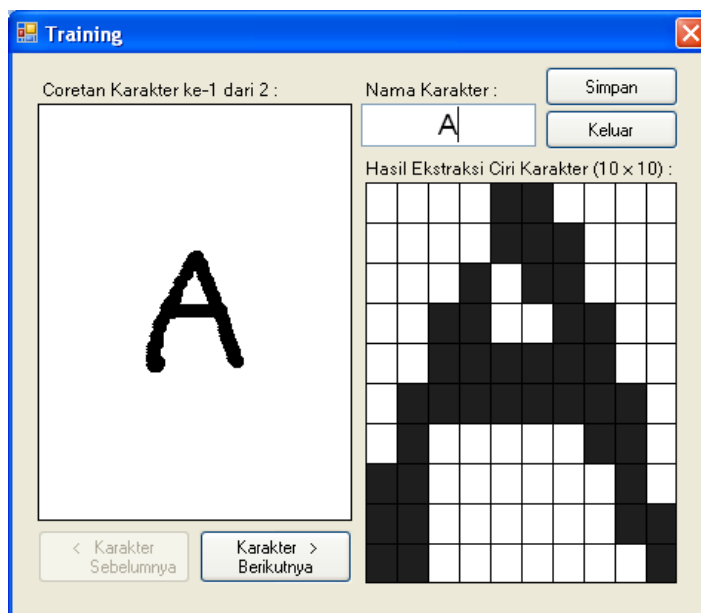 Training
Coretan Karakter ke-1 dari 2 :
A
< Karakter
Sebelumnya
Karakter >
Berikutnya
Nama Karakter :
A
Simpan
Keluar
Hasil Ekstraksi Ciri Karakter (10 × 10) :